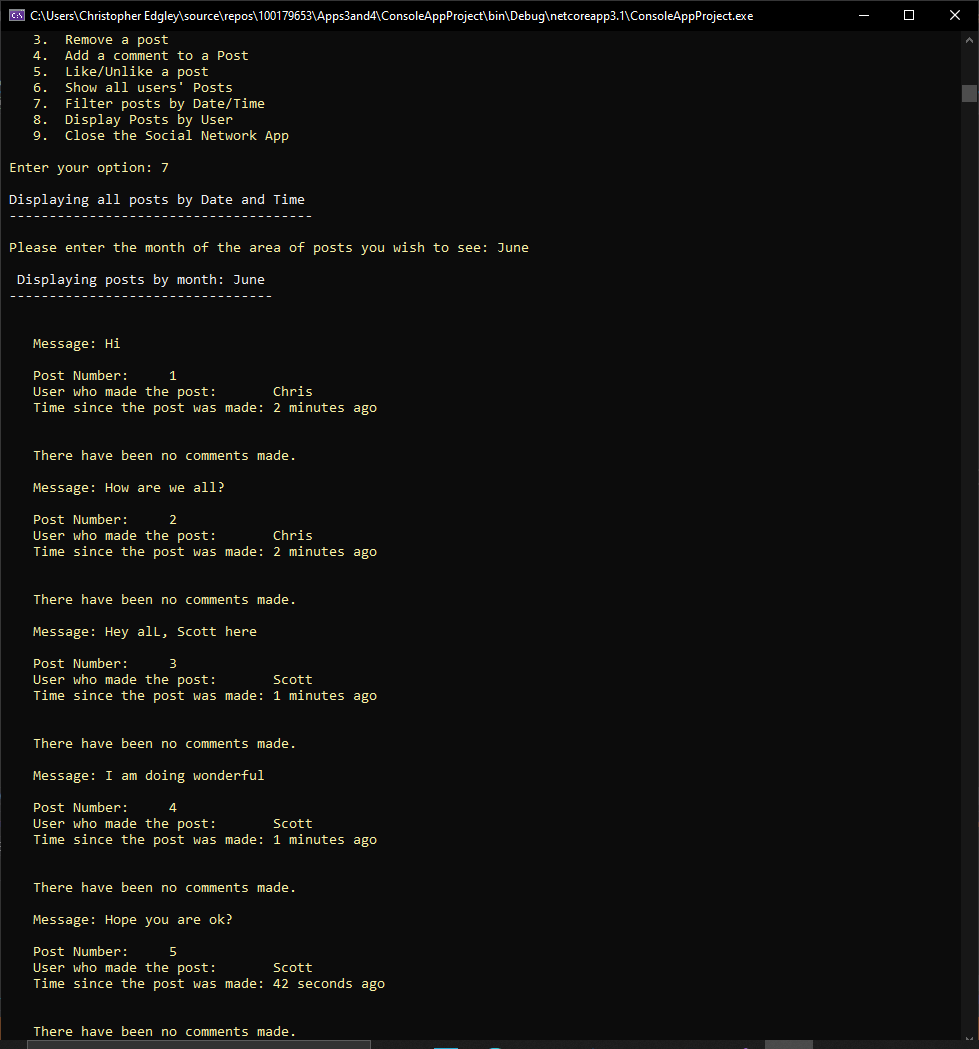 C:\Users\Christopher Edgley\source\repos\100179653\Apps3and4\ConsoleAppProject\bin\Debug\netcoreapp3.1\ConsoleAppProject.exe
3. Remove a post
4. Add a comment to a Post
5. Like/Unlike a post
6. Show all users' Posts
7. Filter posts by Date/Time
8. Display Posts by User
9. Close the Social Network App
Enter your option: 7
Displaying all posts by Date and Time
--------------------------------------
Please enter the month of the area of posts you wish to see: June
Displaying posts by month: June
---------------------------------
Message: Hi
Post Number: 1
User who made the post: Chris
Time since the post was made: 2 minutes ago
There have been no comments made.
Message: How are we all?
Post Number: 2
User who made the post: Chris
Time since the post was made: 2 minutes ago
There have been no comments made.
Message: Hey alL, Scott here
Post Number: 3
User who made the post: Scott
Time since the post was made: 1 minutes ago
There have been no comments made.
Message: I am doing wonderful
Post Number: 4
User who made the post: Scott
Time since the post was made: 1 minutes ago
There have been no comments made.
Message: Hope you are ok?
Post Number: 5
User who made the post: Scott
Time since the post was made: 42 seconds ago
There have been no comments made.